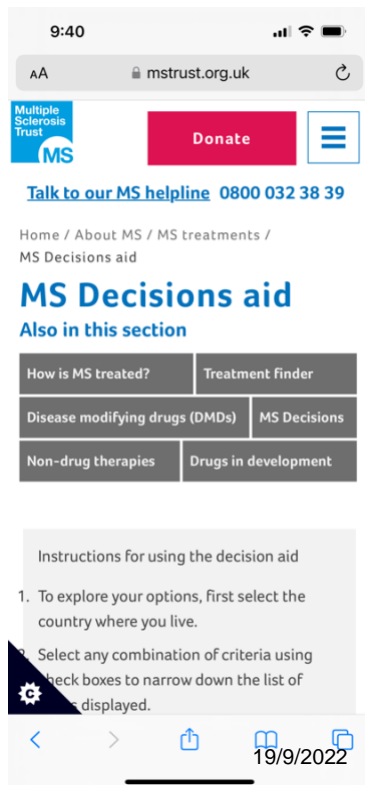 9:40
AA mstrust.org.uk
Multiple
Sclerosis
Trust
MS
Donate
Talk to our MS helpline 0800 032 38 39
Home / About MS / MS treatments /
MS Decisions aid
MS Decisions aid
Also in this section
How is MS treated? Treatment finder
Disease modifying drugs (DMDs) MS Decisions
Non-drug therapies Drugs in development
Instructions for using the decision aid
1. To explore your options, first select the
country where you live.
Select any combination of criteria using
check boxes to narrow down the list of
displayed.
19/9/2022